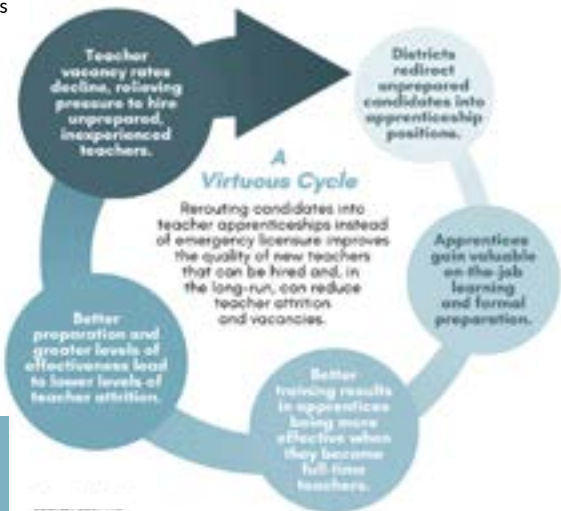 s
Teacher
vacancy rates
decline, relieving
pressure to hire
unprepared,
inexperienced
teachers.
Districts
redirect
unprepared
candidates into
apprenticeship
positions.
A
Virtuous Cycle
Rerouting candidates into
teacher apprenticeships instead
of emergency licensure improves
the quality of new teachers
that can be hired and, in
the long-run, can reduce
teacher attrition
and vacancies.
Apprentices
gain valuable
on-the-job
learning
and formal
preparation.
Better
preparation and
greater levels of
effectiveness lead
to lower levels of
teacher attrition.
Better
training results
in apprentices
being more
effective when
they become
full-time
teachers.